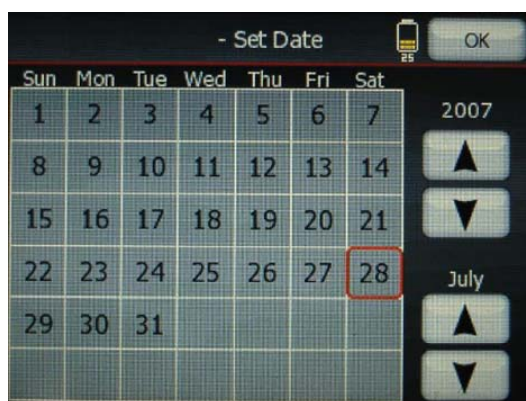 - Set Date
25
OK
Sun Mon Tue Wed Thu Fri Sat
1 2 3 4 5 6 7
2007
8 9 10 11 12 13 14
15 16 17 18 19 20 21
22 23 24 25 26 27 28
July
29 30 31